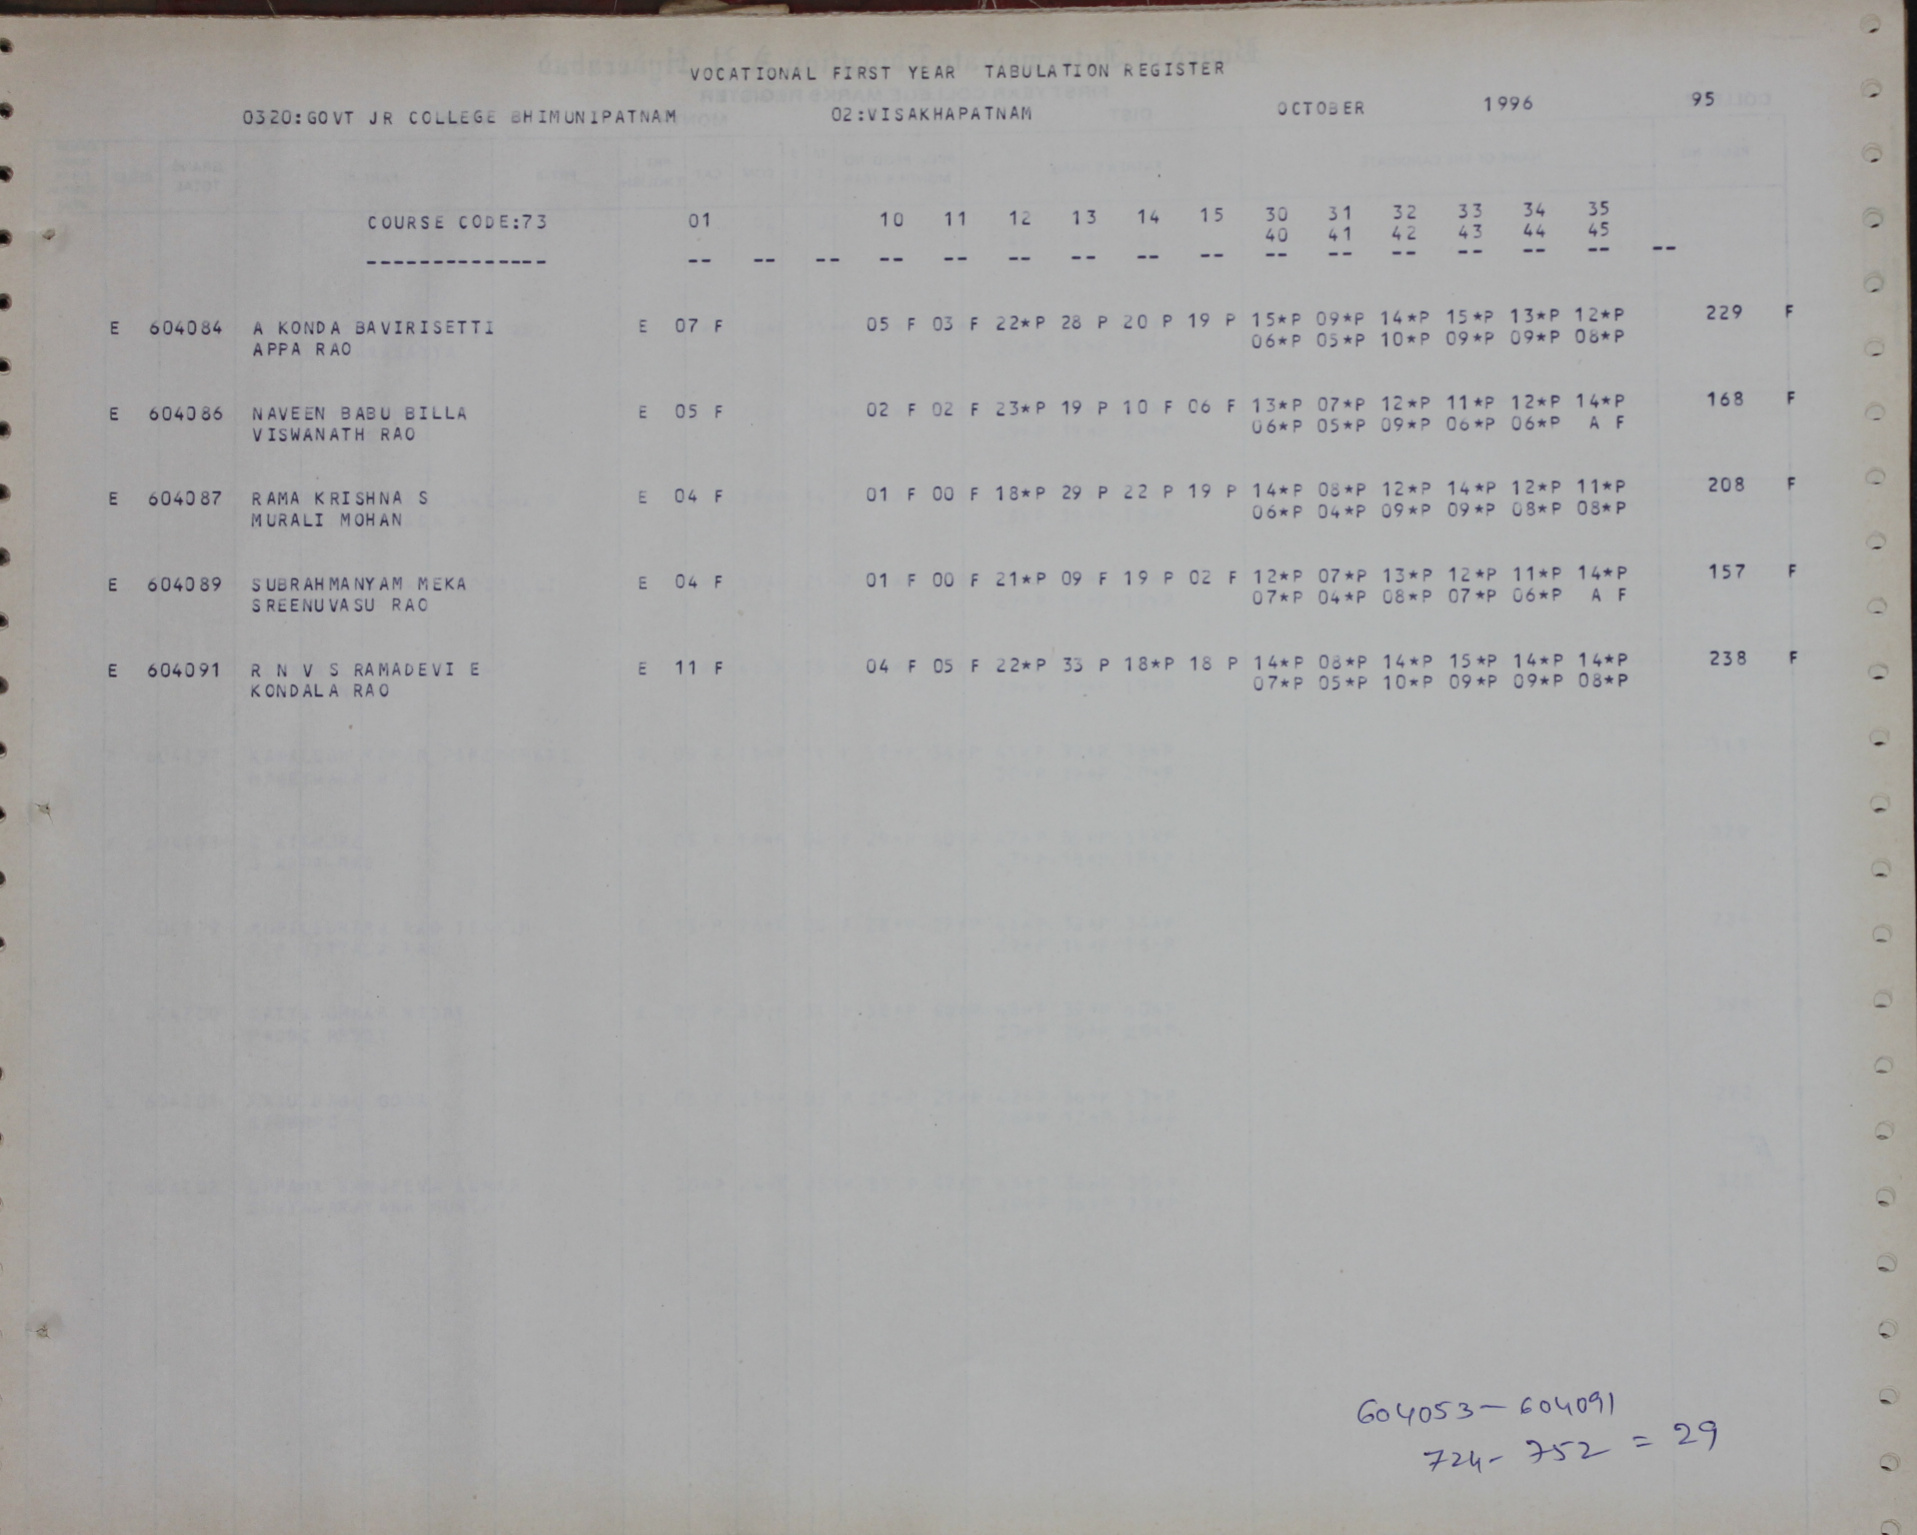 VOCATIONAL FIRST YEAR TABULATION REGISTER
0320:GOVT JR COLLEGE BHIMUNIPATNAM 02:VISAKHAPATNAM OCTOBER 1996 95
COURSE CODE:73 01 10 11 12 13 14 15 30 31 32 33 34 35
40 41 42 43 44 45
-------------- -- -- -- -- -- -- -- -- -- -- -- -- -- -- -- --
E 604084 A KONDA BAVIRISETTI E 07 F 05 F 03 F 22*P 28 P 20 P 19 P 15*P 09*P 14*P 15*P 13*P 12*P 229 F
APPA RAO 06*P 05*P 10*P 09*P 09*P 08*P
E 604086 NAVEEN BABU BILLA E 05 F 02 F 02 F 23*P 19 P 10 F 06 F 13*P 07*P 12*P 11*P 12*P 14*P 168 F
VISWANATH RAO 06*P 05*P 09*P 06*P 06*P A F
E 604087 RAMA KRISHNA S E 04 F 01 F 00 F 18*P 29 P 22 P 19 P 14*P 08*P 12*P 14*P 12*P 11*P 208 F
MURALI MOHAN 06*P 04*P 09*P 09*P 08*P 08*P
E 604089 SUBRAHMANYAM MEKA E 04 F 01 F 00 F 21*P 09 F 19 P 02 F 12*P 07*P 13*P 12*P 11*P 14*P 157 F
SREENUVASU RAO 07*P 04*P 08*P 07*P 06*P A F
E 604091 R N V S RAMADEVI E E 11 F 04 F 05 F 22*P 33 P 18*P 18 P 14*P 08*P 14*P 15*P 14*P 14*P 238 F
KONDALA RAO 07*P 05*P 10*P 09*P 09*P 08*P
604053 - 604091
724 - 752 = 29